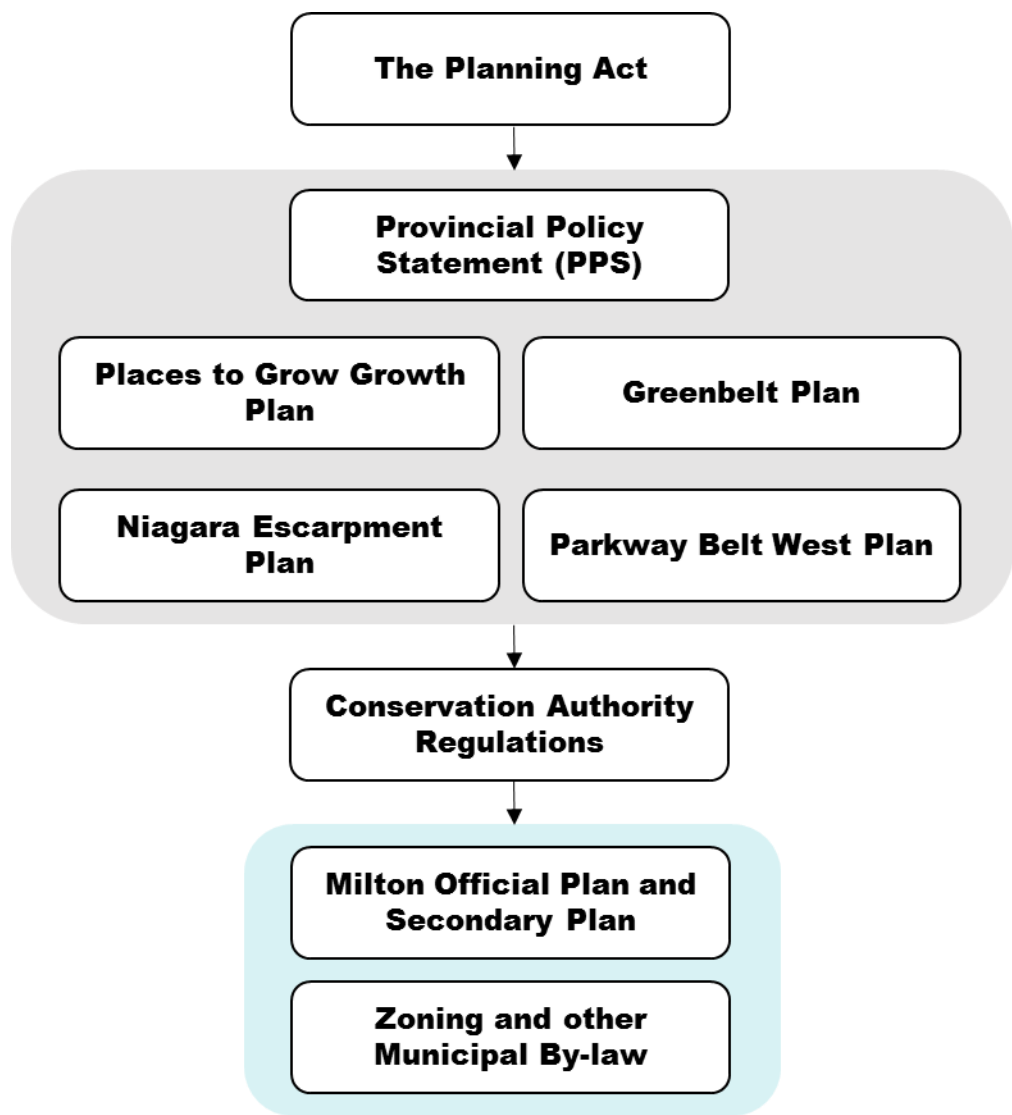 The Planning Act
Provincial Policy
Statement (PPS)
Places to Grow Growth
Plan
Greenbelt Plan
Niagara Escarpment
Plan
Parkway Belt West Plan
Conservation Authority
Regulations
Milton Official Plan and
Secondary Plan
Zoning and other
Municipal By-law